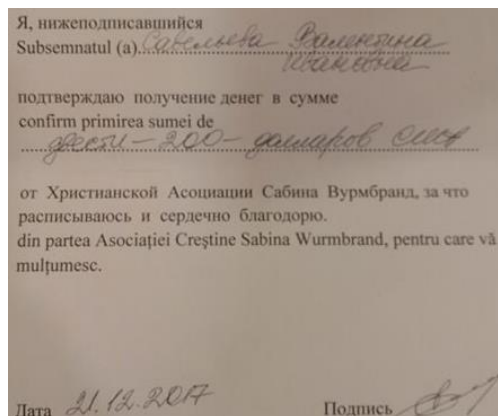 Я, нижеподписавшийся
Subsemnatul (a) Савельева Валентина
Ивановна
подтверждаю получение денег в сумме
confirm primirea sumei de
двести - 200 - долларов сша
от Христианской Асоциации Сабина Вурмбранд, за что
расписываюсь и сердечно благодорю.
din partea Asociației Creștine Sabina Wurmbrand, pentru care vă
mulțumesc.
Дата 21.12.2017 Подпись